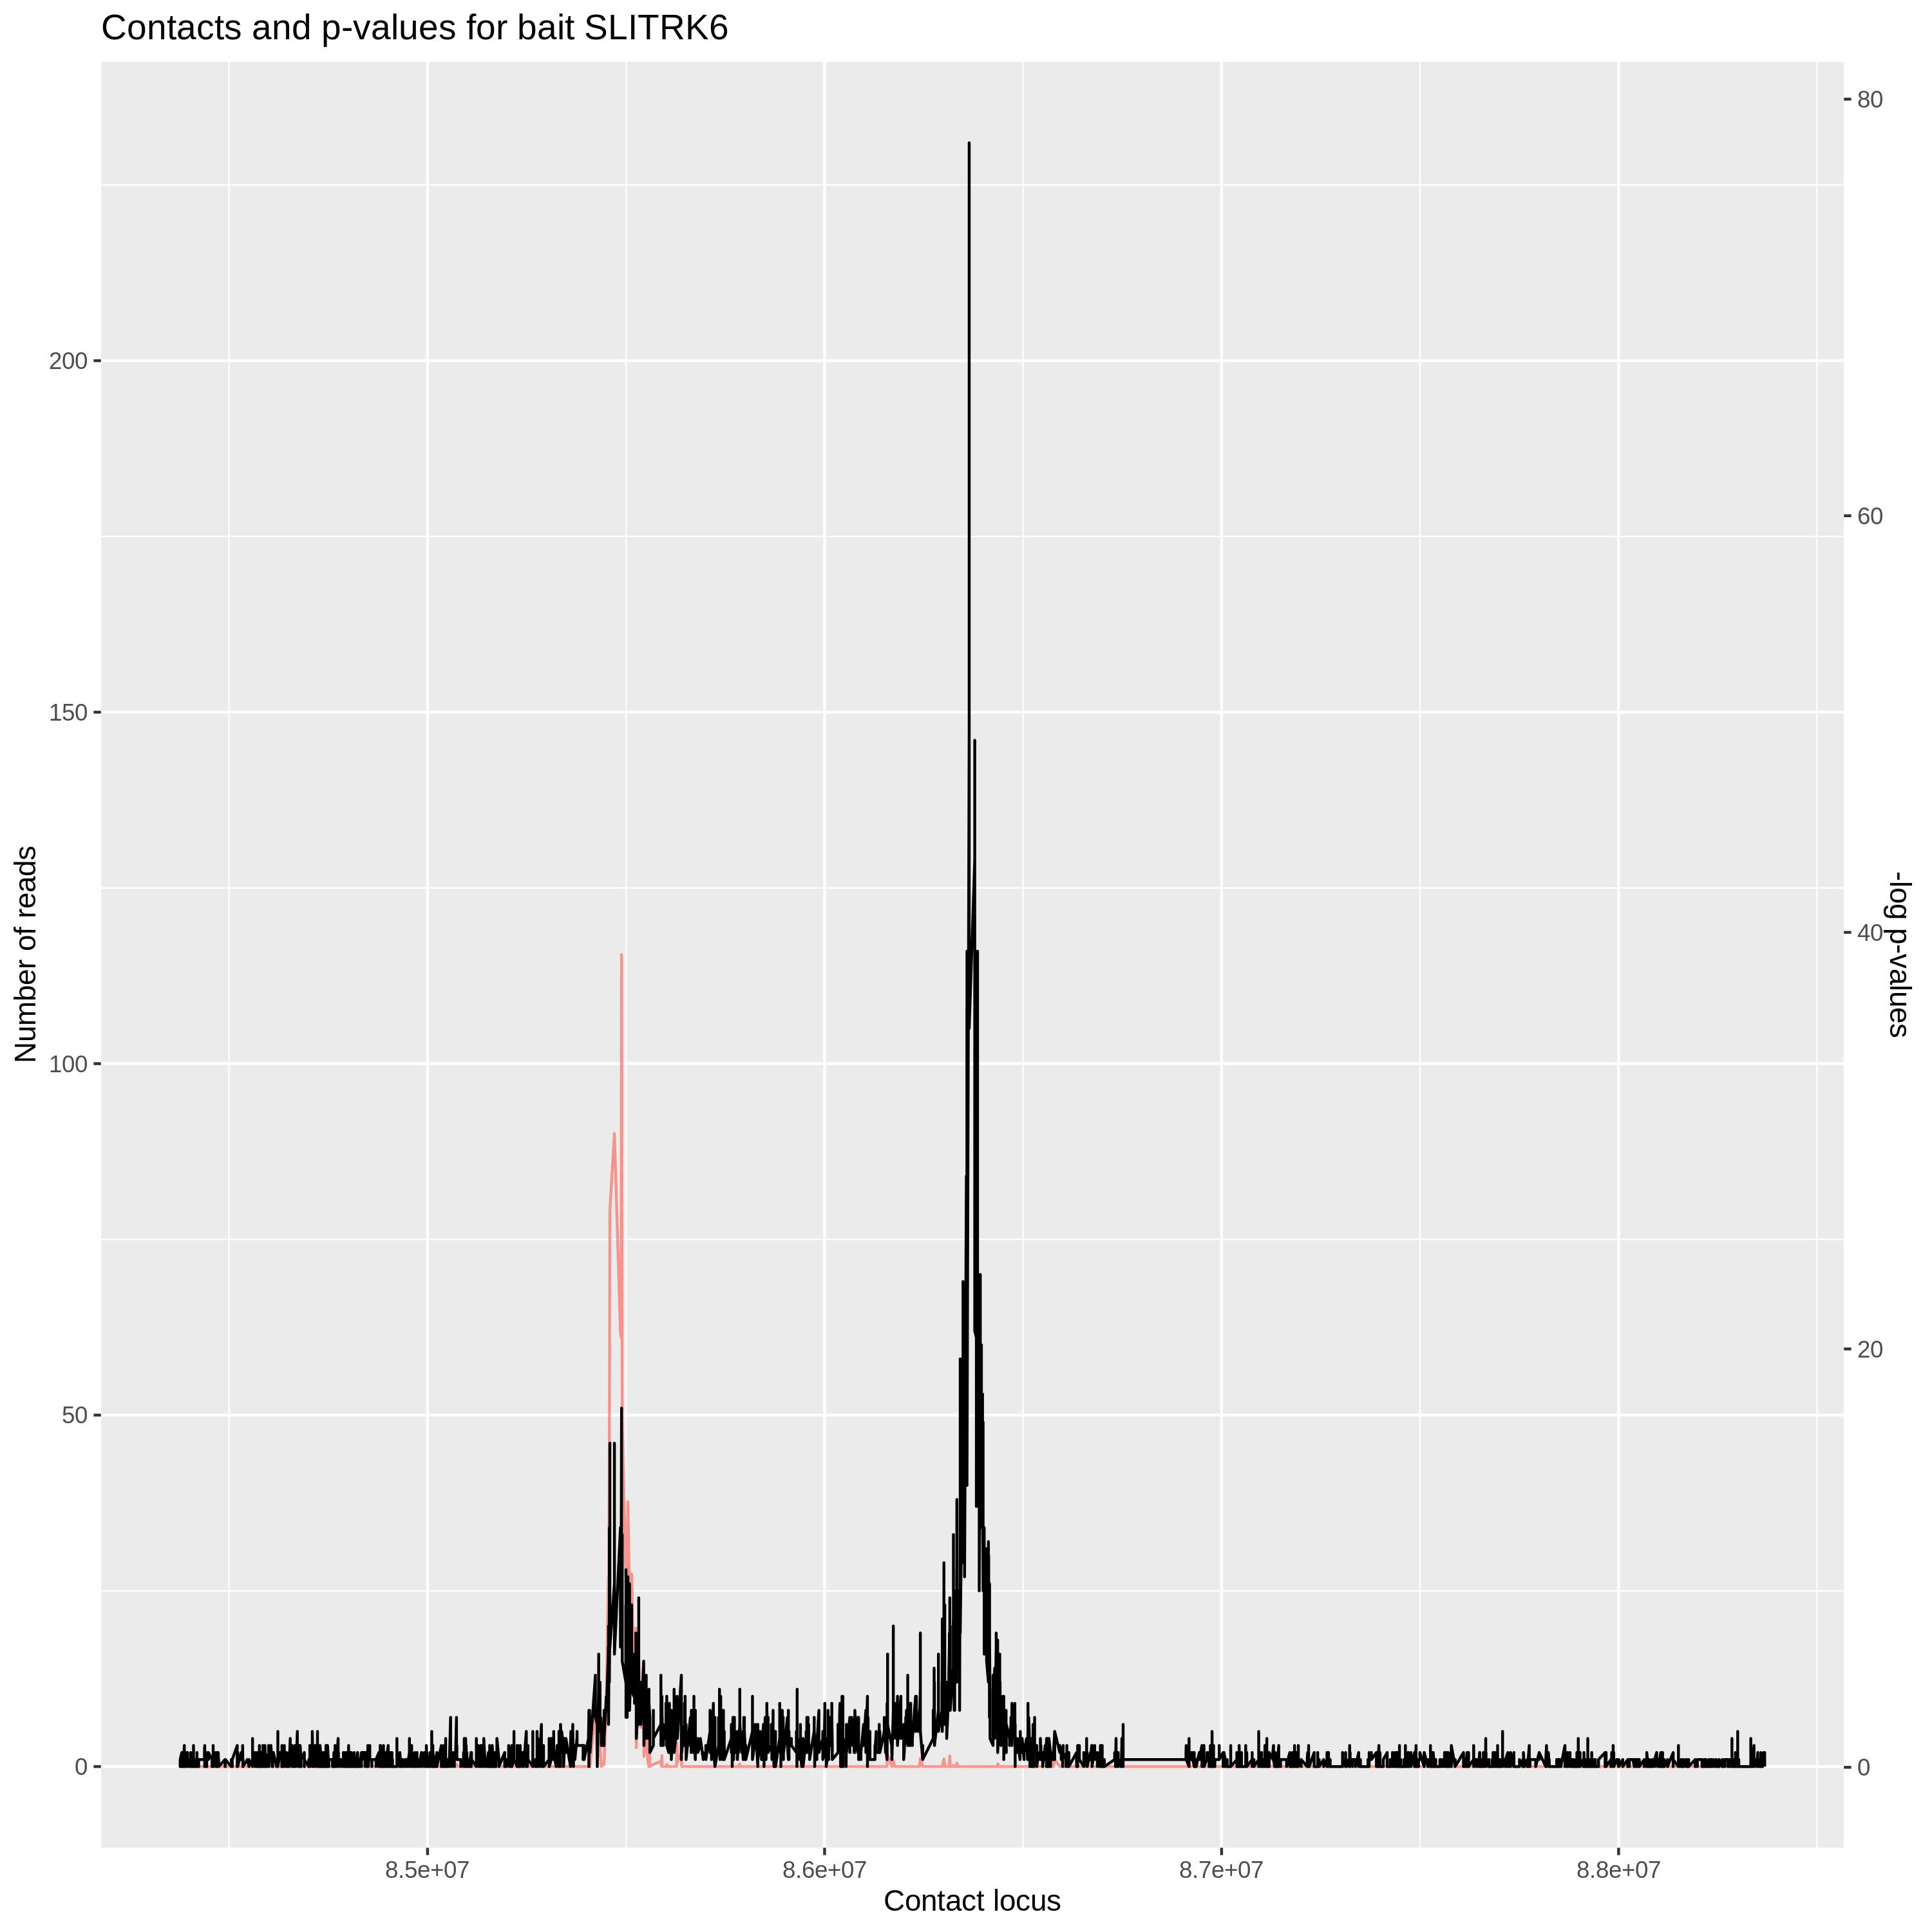 Contacts and p-values for bait SLITRK6
Number of reads
200
150
100
50
0
80
60
40
20
0
-log p-values
8.5e+07
8.6e+07
8.7e+07
8.8e+07
Contact locus